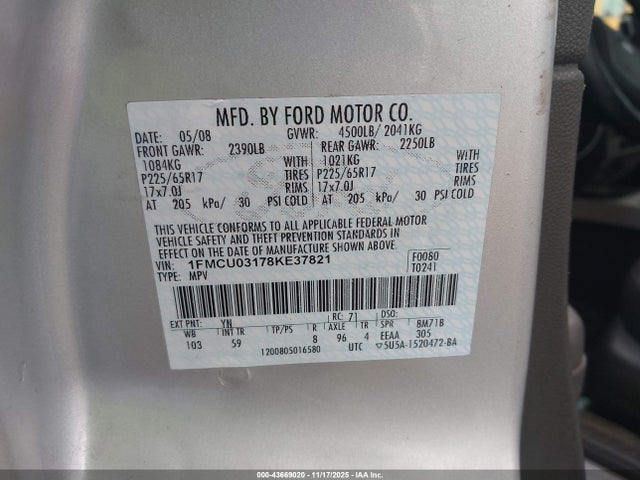 MFD. BY FORD MOTOR CO.
DATE: 05/08 GVWR: 4500LB/ 2041KG
FRONT GAWR: 2390LB REAR GAWR: 2250LB
1084KG WITH 1021KG WITH
P225/65R17 TIRES P225/65R17 TIRES
17x7.0J RIMS 17x7.0J RIMS
AT 205 kPa/ 30 PSI COLD AT 205 kPa/ 30 PSI COLD
THIS VEHICLE CONFORMS TO ALL APPLICABLE FEDERAL MOTOR
VEHICLE SAFETY AND THEFT PREVENTION STANDARDS IN
EFFECT ON THE DATE OF MANUFACTURE SHOWN ABOVE.
VIN: 1FMCU03178KE37821 F0080
TYPE: MPV T0241
EXT PNT: YN RC: 71 DSO:
WB INT TR TP/PS R AXLE TR SPR 8M71B
103 59 8 96 4 EEAA 305
1200805016580 UTC ▽5U5A-1520472-BA
000-43669020 - 11/17/2025 - IAAI.com